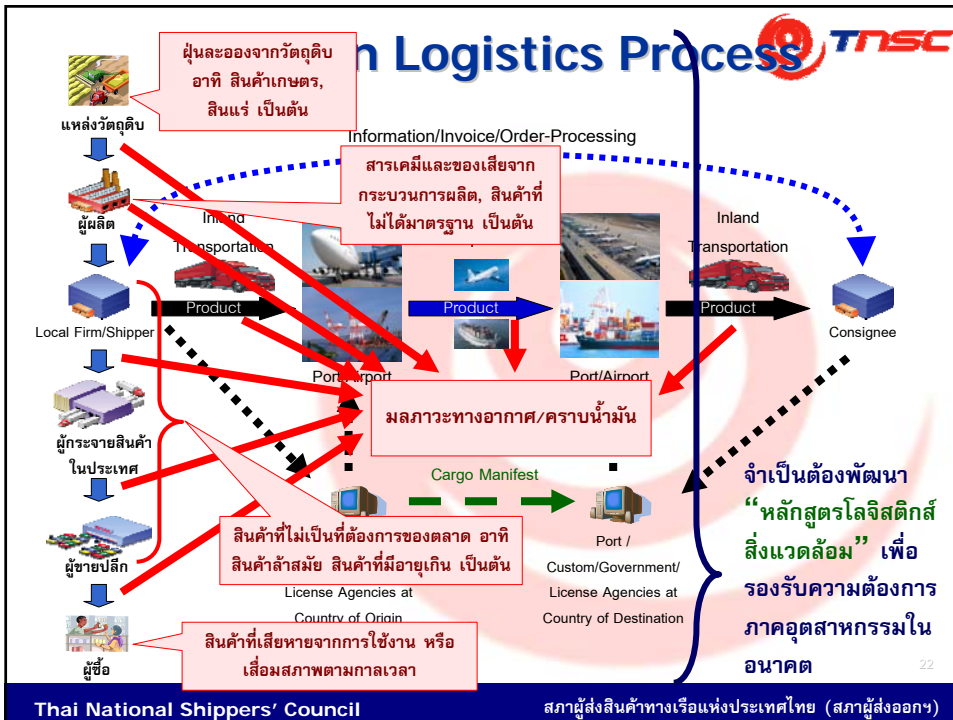 n Logistics Process
TNSC
ฝุ่นละอองจากวัตถุดิบ
อาทิ สินค้าเกษตร,
สินแร่ เป็นต้น
แหล่งวัตถุดิบ
Information/Invoice/Order-Processing
สารเคมีและของเสียจาก
กระบวนการผลิต, สินค้าที่
ไม่ได้มาตรฐาน เป็นต้น
ผู้ผลิต
Inland
Transportation
Inland
Transportation
Product
Product
Product
Local Firm/Shipper
Consignee
Port/Airport
Port/Airport
มลภาวะทางอากาศ/คราบน้ำมัน
ผู้กระจายสินค้า
ในประเทศ
Cargo Manifest
จำเป็นต้องพัฒนา
“หลักสูตรโลจิสติกส์
สิ่งแวดล้อม” เพื่อ
รองรับความต้องการ
ภาคอุตสาหกรรมใน
อนาคต
สินค้าที่ไม่เป็นที่ต้องการของตลาด อาทิ
สินค้าล้าสมัย สินค้าที่มีอายุเกิน เป็นต้น
ผู้ขายปลีก
License Agencies at
Country of Origin
Port /
Custom/Government/
License Agencies at
Country of Destination
สินค้าที่เสียหายจากการใช้งาน หรือ
เสื่อมสภาพตามกาลเวลา
ผู้ซื้อ
22
Thai National Shippers’ Council
สภาผู้ส่งสินค้าทางเรือแห่งประเทศไทย (สภาผู้ส่งออกฯ)